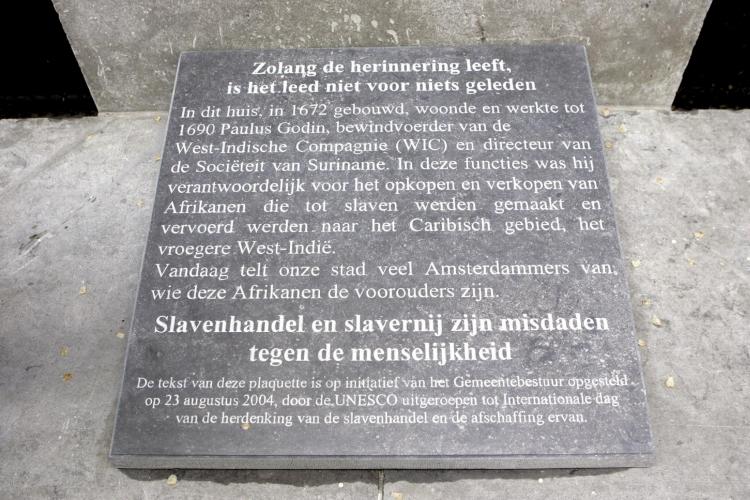 Zolang de herinnering leeft,
is het leed niet voor niets geleden
In dit huis, in 1672 gebouwd, woonde en werkte tot
1690 Paulus Godin, bewindvoerder van de
West-Indische Compagnie (WIC) en directeur van
de Sociëteit van Suriname. In deze functies was hij
verantwoordelijk voor het opkopen en verkopen van
Afrikanen die tot slaven werden gemaakt en
vervoerd werden naar het Caribisch gebied, het
vroegere West-Indië.
Vandaag telt onze stad veel Amsterdammers van
wie deze Afrikanen de voorouders zijn.
Slavenhandel en slavernij zijn misdaden
tegen de menselijkheid
De tekst van deze plaquette is op initiatief van het Gemeentebestuur opgesteld
op 23 augustus 2004, door de UNESCO uitgeroepen tot Internationale dag
van de herdenking van de slavenhandel en de afschaffing ervan.